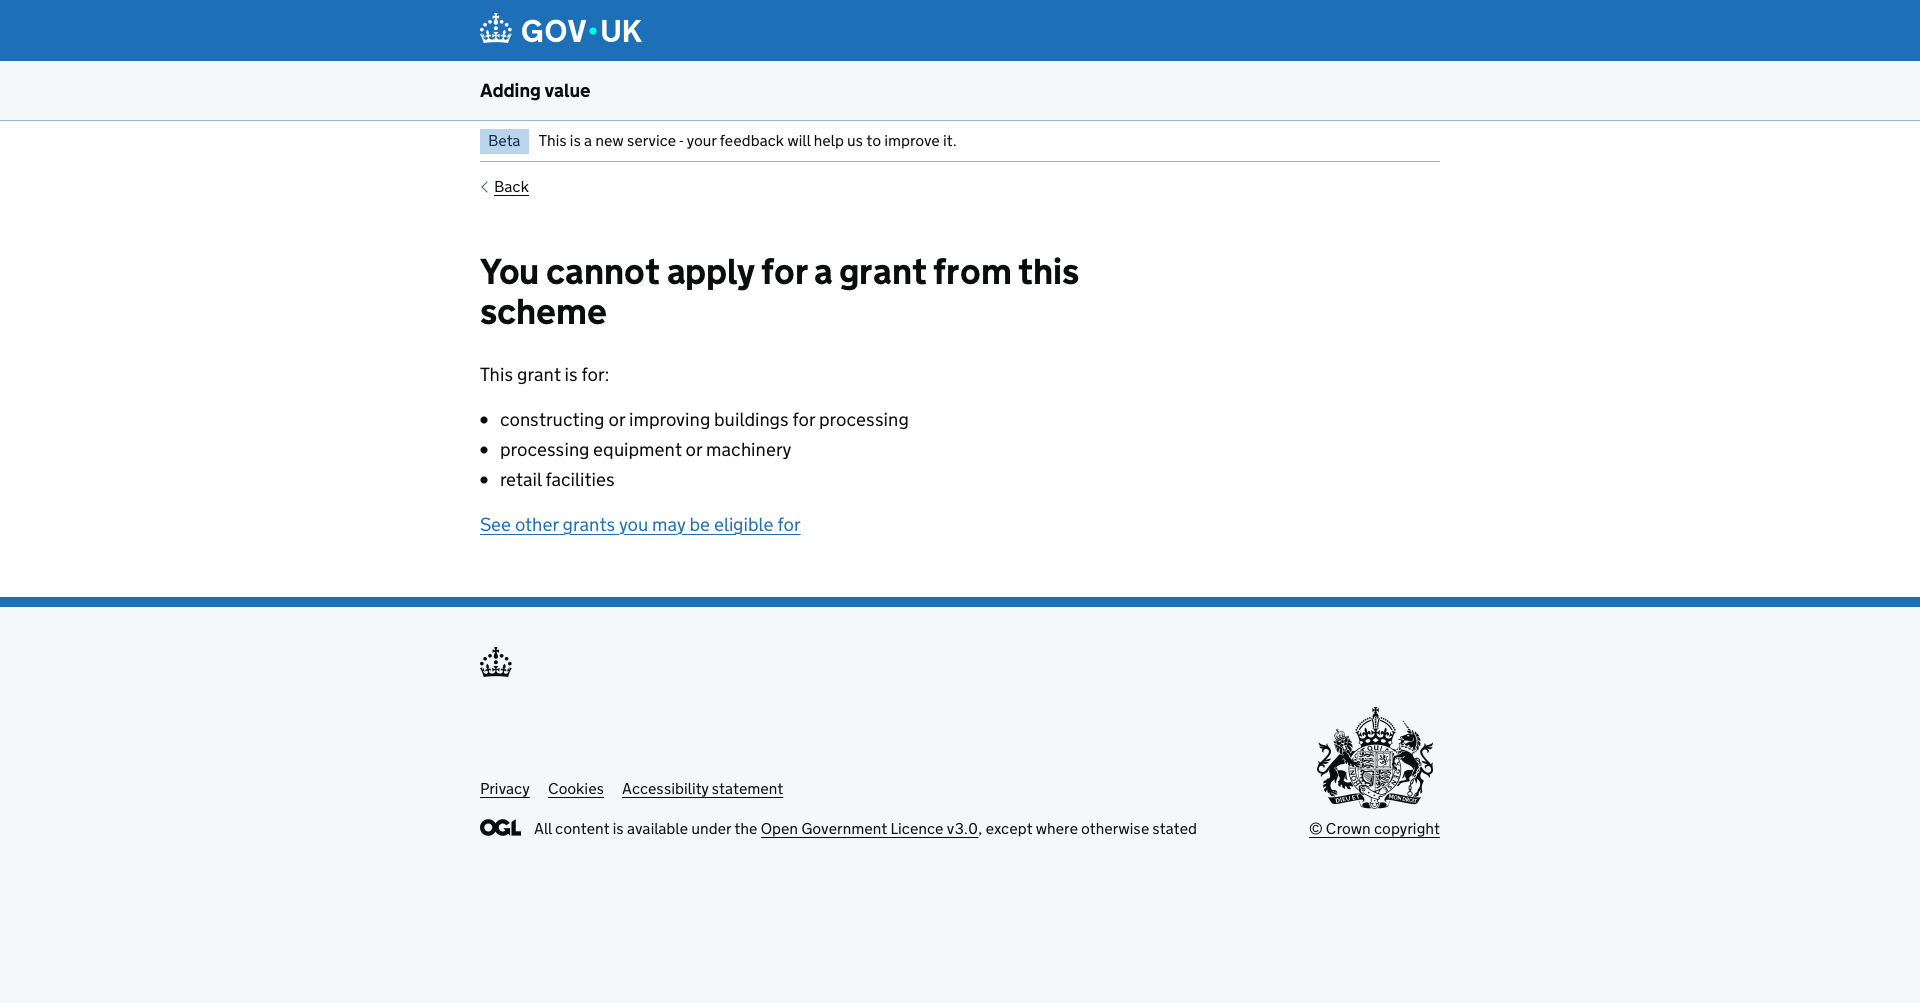 GOV·UK
Adding value
Beta This is a new service - your feedback will help us to improve it.
Back
You cannot apply for a grant from this
scheme
This grant is for:
constructing or improving buildings for processing
processing equipment or machinery
retail facilities
See other grants you may be eligible for
Privacy Cookies Accessibility statement
OGL All content is available under the Open Government Licence v3.0, except where otherwise stated
© Crown copyright